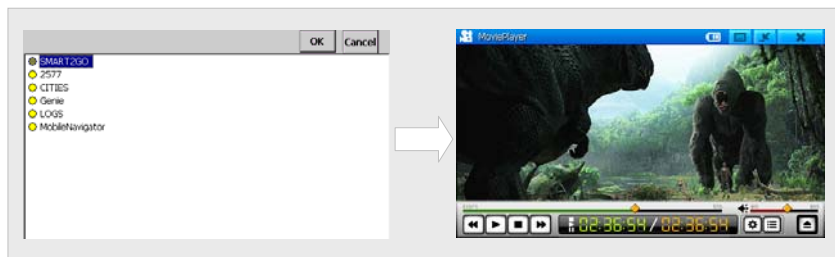 OK Cancel
SMART2GO
2577
CITIES
Genie
LOGS
MobileNavigator
MoviePlayer
02:36:54/02:36:54